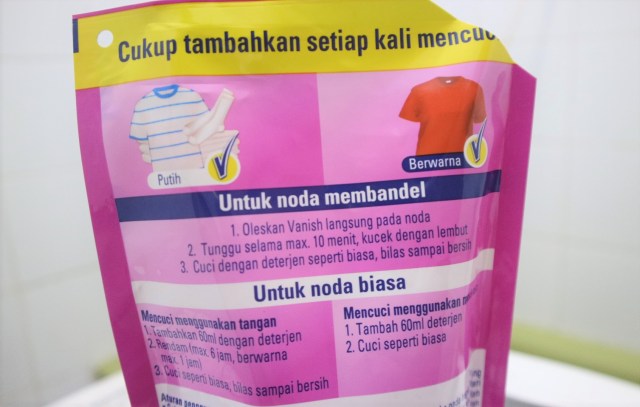 Cukup tambahkan setiap kali
Putih
Berwarna
Untuk noda membandel
1. Oleskan Vanish langsung pada noda
2. Tunggu selama max. 10 menit, kucek dengan lembut
3. Cuci dengan deterjen seperti biasa, bilas sampai bersih
Untuk noda biasa
Mencuci menggunakan tangan
1. Tambahkan 60ml dengan deterjen
2. Rendam (max. 6 jam, berwarna
max. 1 jam)
3. Cuci seperti biasa, bilas sampai bersih
Mencuci menggunakan
1. Tambah 60ml deterjen
2. Cuci seperti biasa
Aturan